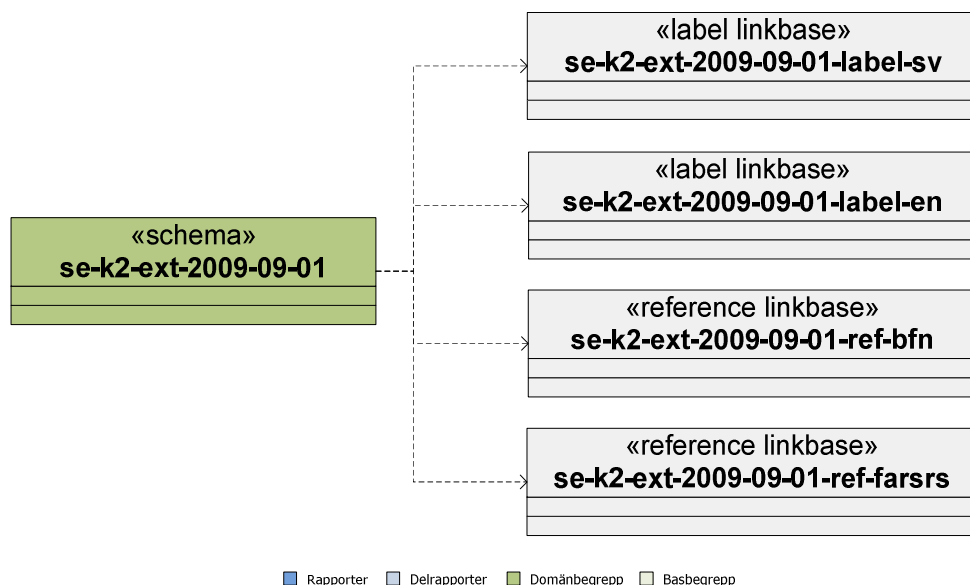 «label linkbase»
se-k2-ext-2009-09-01-label-sv
«label linkbase»
se-k2-ext-2009-09-01-label-en
«schema»
se-k2-ext-2009-09-01
«reference linkbase»
se-k2-ext-2009-09-01-ref-bfn
«reference linkbase»
se-k2-ext-2009-09-01-ref-farsrs
Rapporter Delrapporter Domänbegrepp Basbegrepp